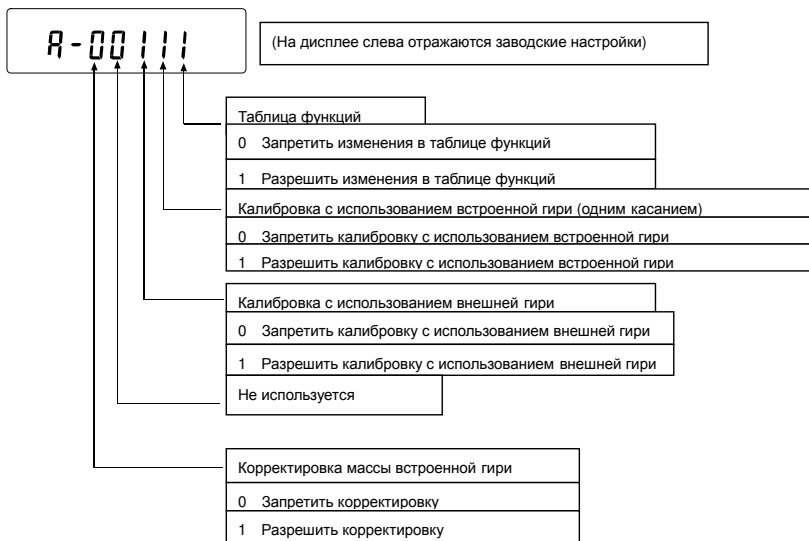 A-00111
(На дисплее слева отражаются заводские настройки)
Таблица функций
0 Запретить изменения в таблице функций
1 Разрешить изменения в таблице функций
Калибровка с использованием встроенной гири (одним касанием)
0 Запретить калибровку с использованием встроенной гири
1 Разрешить калибровку с использованием встроенной гири
Калибровка с использованием внешней гири
0 Запретить калибровку с использованием внешней гири
1 Разрешить калибровку с использованием внешней гири
Не используется
Корректировка массы встроенной гири
0 Запретить корректировку
1 Разрешить корректировку